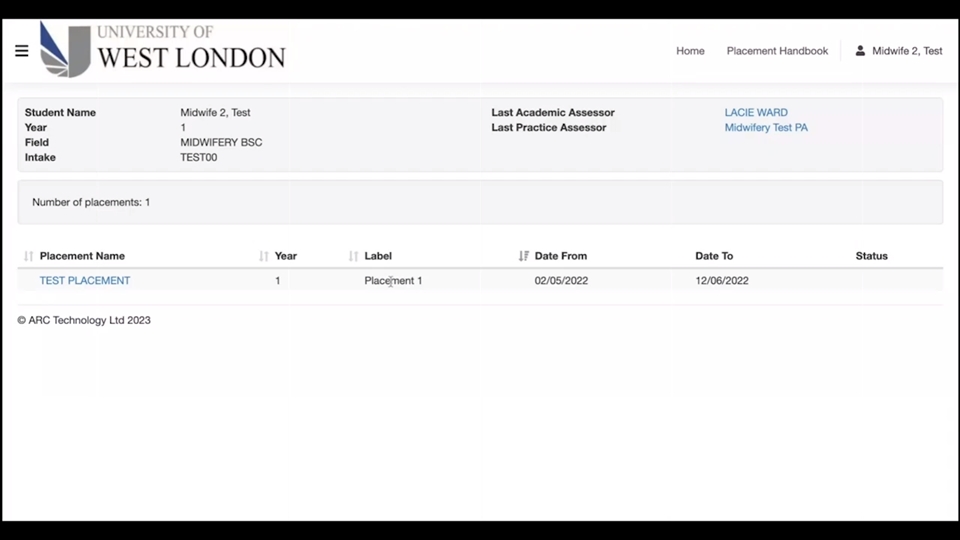 UNIVERSITY OF
WEST LONDON
Home Placement Handbook Midwife 2, Test
Student Name Midwife 2, Test Last Academic Assessor LACIE WARD
Year 1 Last Practice Assessor Midwifery Test PA
Field MIDWIFERY BSC
Intake TEST00
Number of placements: 1
Placement Name Year Label Date From Date To Status
TEST PLACEMENT 1 Placement 1 02/05/2022 12/06/2022
© ARC Technology Ltd 2023